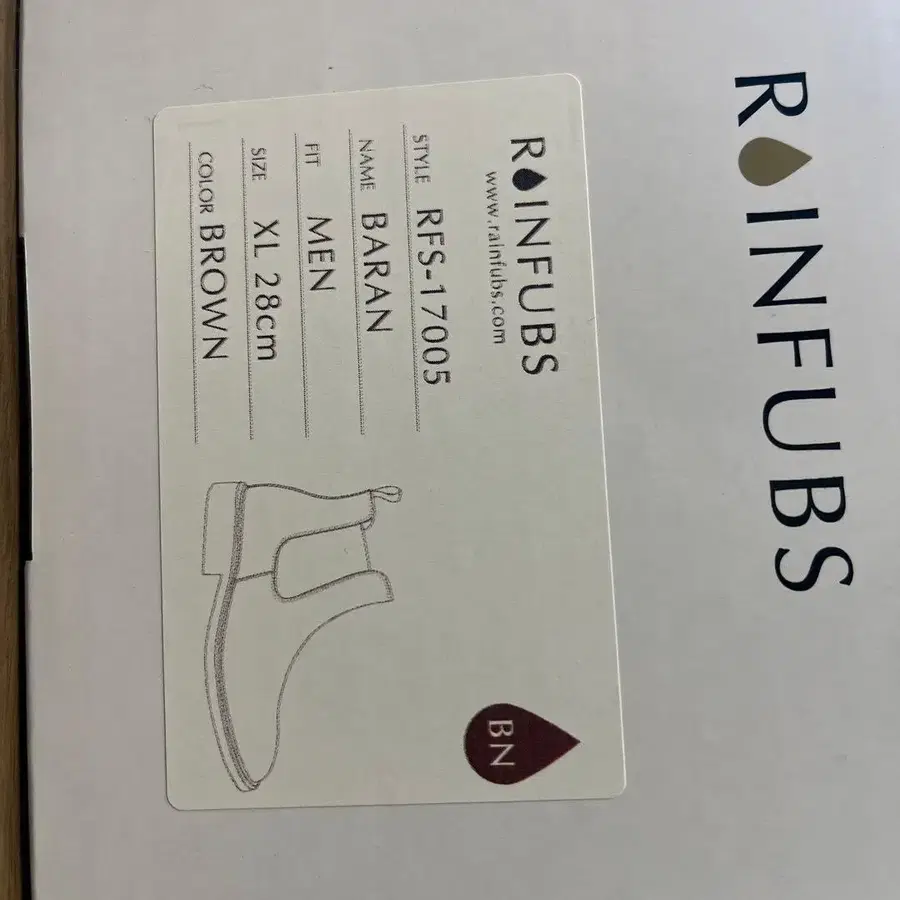 RAINFUBS
RAINFUBS
www.rainfubs.com
STYLE RFS-17005
NAME BARAN
FIT MEN
SIZE XL 28cm
COLOR BROWN
BN